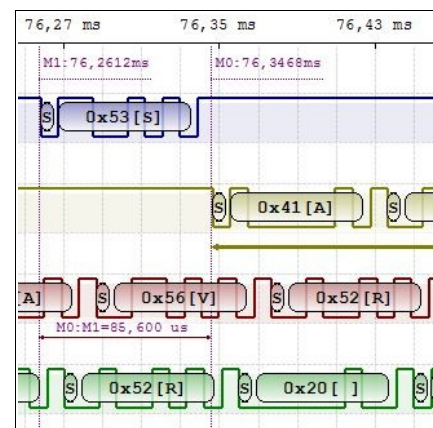 76,27 ms 76,35 ms 76,43 ms
M1:76,2612ms M0:76,3468ms
S 0x53[S]
S 0x41[A] S
[A] S 0x56[V] S 0x52[R]
M0:M1=85,600 us
S 0x52[R] S 0x20[ ] S